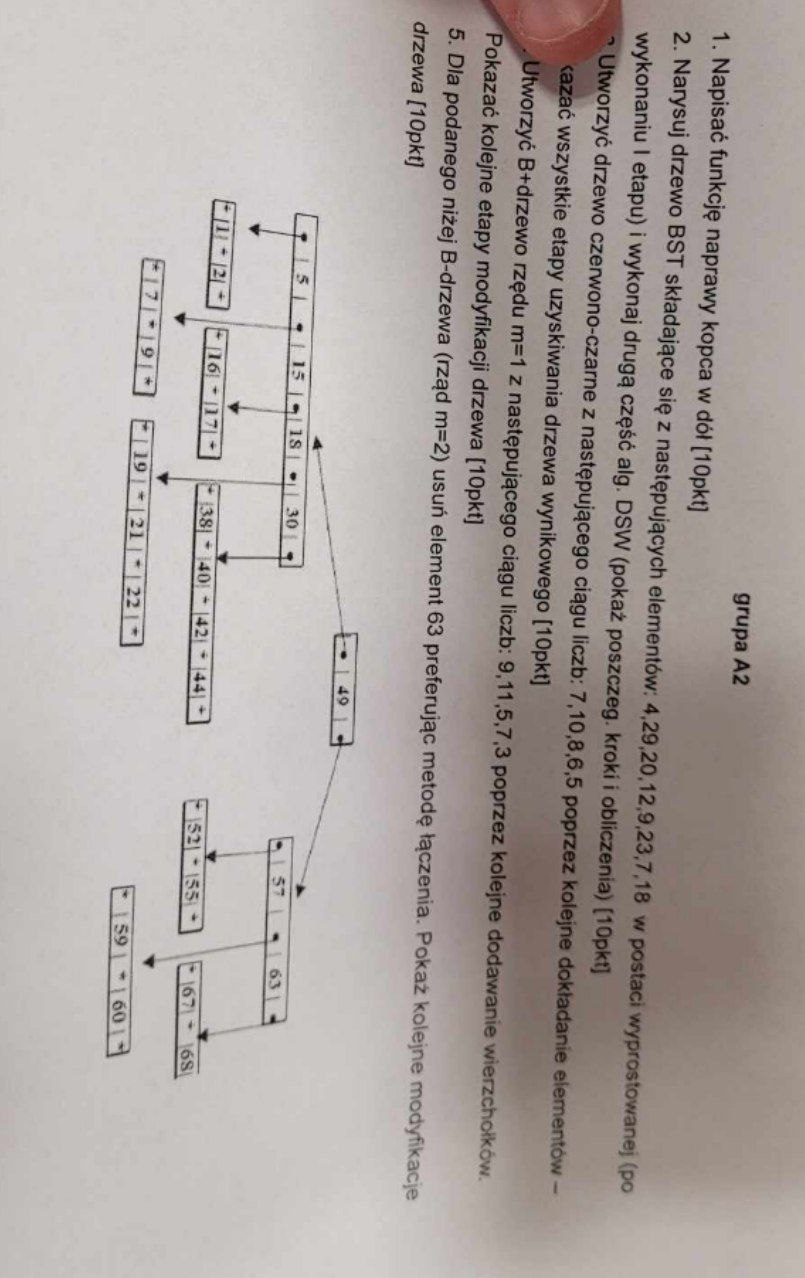 grupa A2
1. Napisać funkcję naprawy kopca w dół [10pkt]
2. Narysuj drzewo BST składające się z następujących elementów: 4,29,20,12,9,23,7,18 w postaci wyprostowanej (po
wykonaniu I etapu) i wykonaj drugą część alg. DSW (pokaż poszczeg. kroki i obliczenia) [10pkt]
Utworzyć drzewo czerwono-czarne z następującego ciągu liczb: 7,10,8,6,5 poprzez kolejne dokładanie elementów –
kazać wszystkie etapy uzyskiwania drzewa wynikowego [10pkt]
Utworzyć B+drzewo rzędu m=1 z następującego ciągu liczb: 9,11,5,7,3 poprzez kolejne dodawanie wierzchołków.
Pokazać kolejne etapy modyfikacji drzewa [10pkt]
5. Dla podanego niżej B-drzewa (rząd m=2) usuń element 63 preferując metodę łączenia. Pokaż kolejne modyfikacje
drzewa [10pkt]
• | 49 | •
• | 5 | • | 15 | • | 18 | • | 30 | •
• | 57 | • | 63 | •
* |1| * |2| *
* |16| * |17| *
* |38| * |40| * |42| * |44| *
* |52| * |55| *
* |67| * |68|
* | 7 | * | 9 | *
* | 19 | * | 21 | * | 22 | *
* | 59 | * | 60 | *